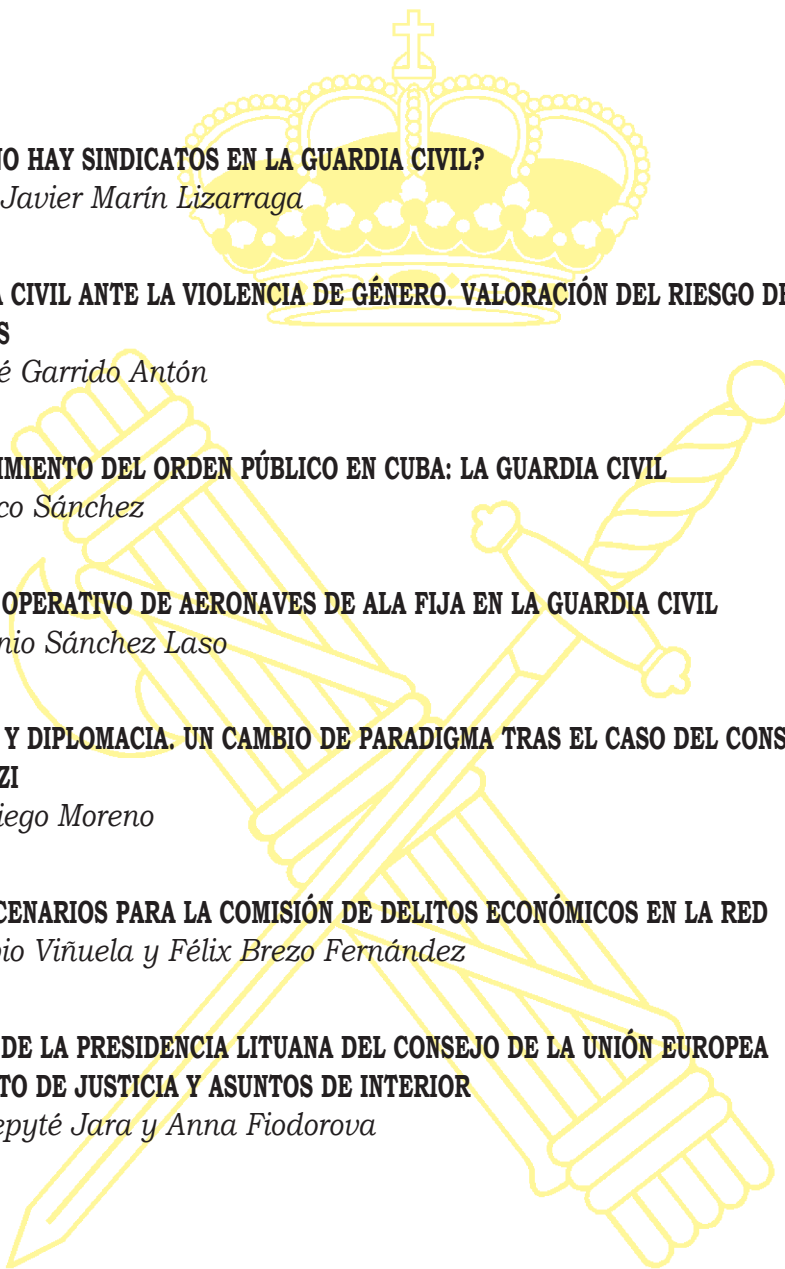 NO HAY SINDICATOS EN LA GUARDIA CIVIL?
Javier Marín Lizarraga
CIVIL ANTE LA VIOLENCIA DE GÉNERO. VALORACIÓN DEL RIESGO DE
S
é Garrido Antón
IMIENTO DEL ORDEN PÚBLICO EN CUBA: LA GUARDIA CIVIL
co Sánchez
OPERATIVO DE AERONAVES DE ALA FIJA EN LA GUARDIA CIVIL
nio Sánchez Laso
Y DIPLOMACIA. UN CAMBIO DE PARADIGMA TRAS EL CASO DEL CONS
ZI
iego Moreno
CENARIOS PARA LA COMISIÓN DE DELITOS ECONÓMICOS EN LA RED
bio Viñuela y Félix Brezo Fernández
DE LA PRESIDENCIA LITUANA DEL CONSEJO DE LA UNIÓN EUROPEA
TO DE JUSTICIA Y ASUNTOS DE INTERIOR
epyté Jara y Anna Fiodorova